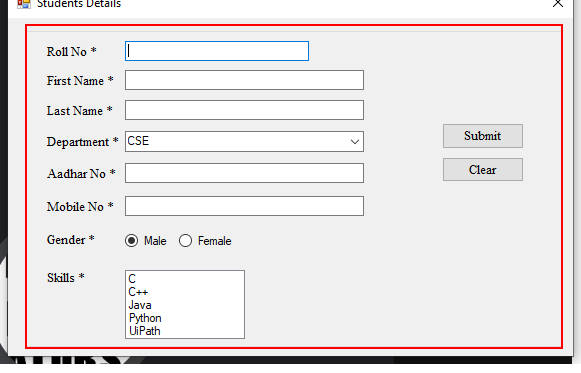 Students Details
Roll No *
First Name *
Last Name *
Department * CSE
Submit
Aadhar No *
Clear
Mobile No *
Gender * Male Female
Skills * C
C++
Java
Python
UiPath